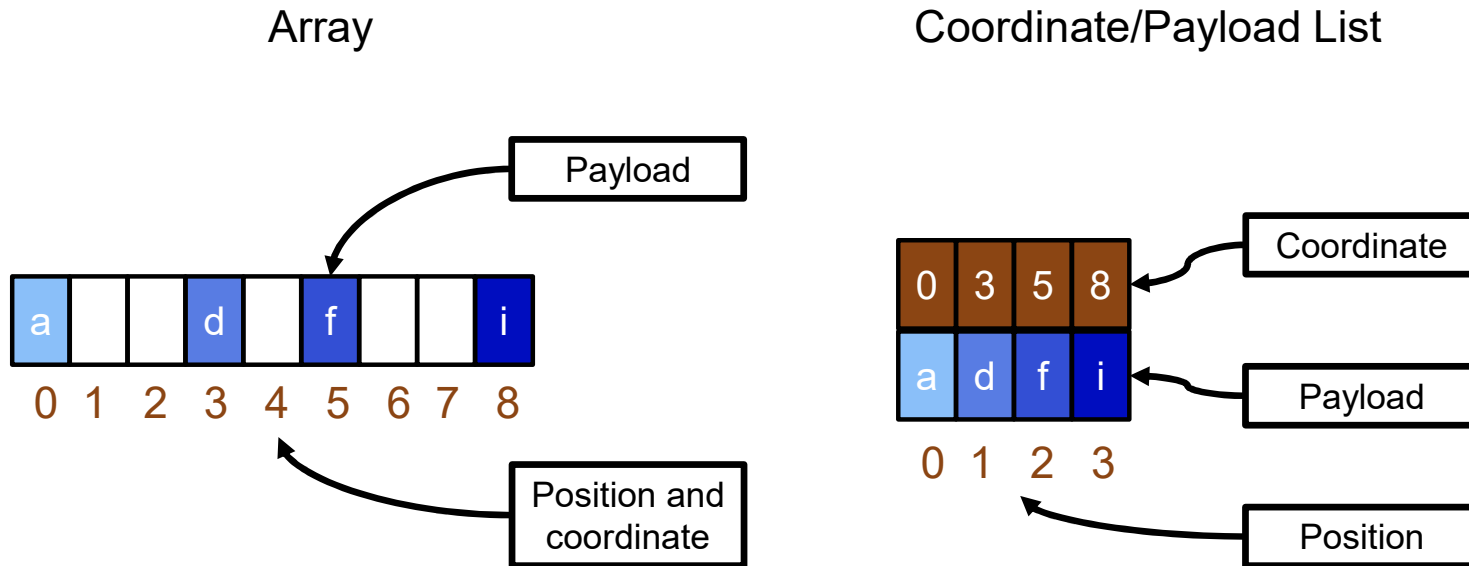 Array
Payload
a d f i
0 1 2 3 4 5 6 7 8
Position and
coordinate
Coordinate/Payload List
Coordinate
0 3 5 8
a d f i
Payload
0 1 2 3
Position